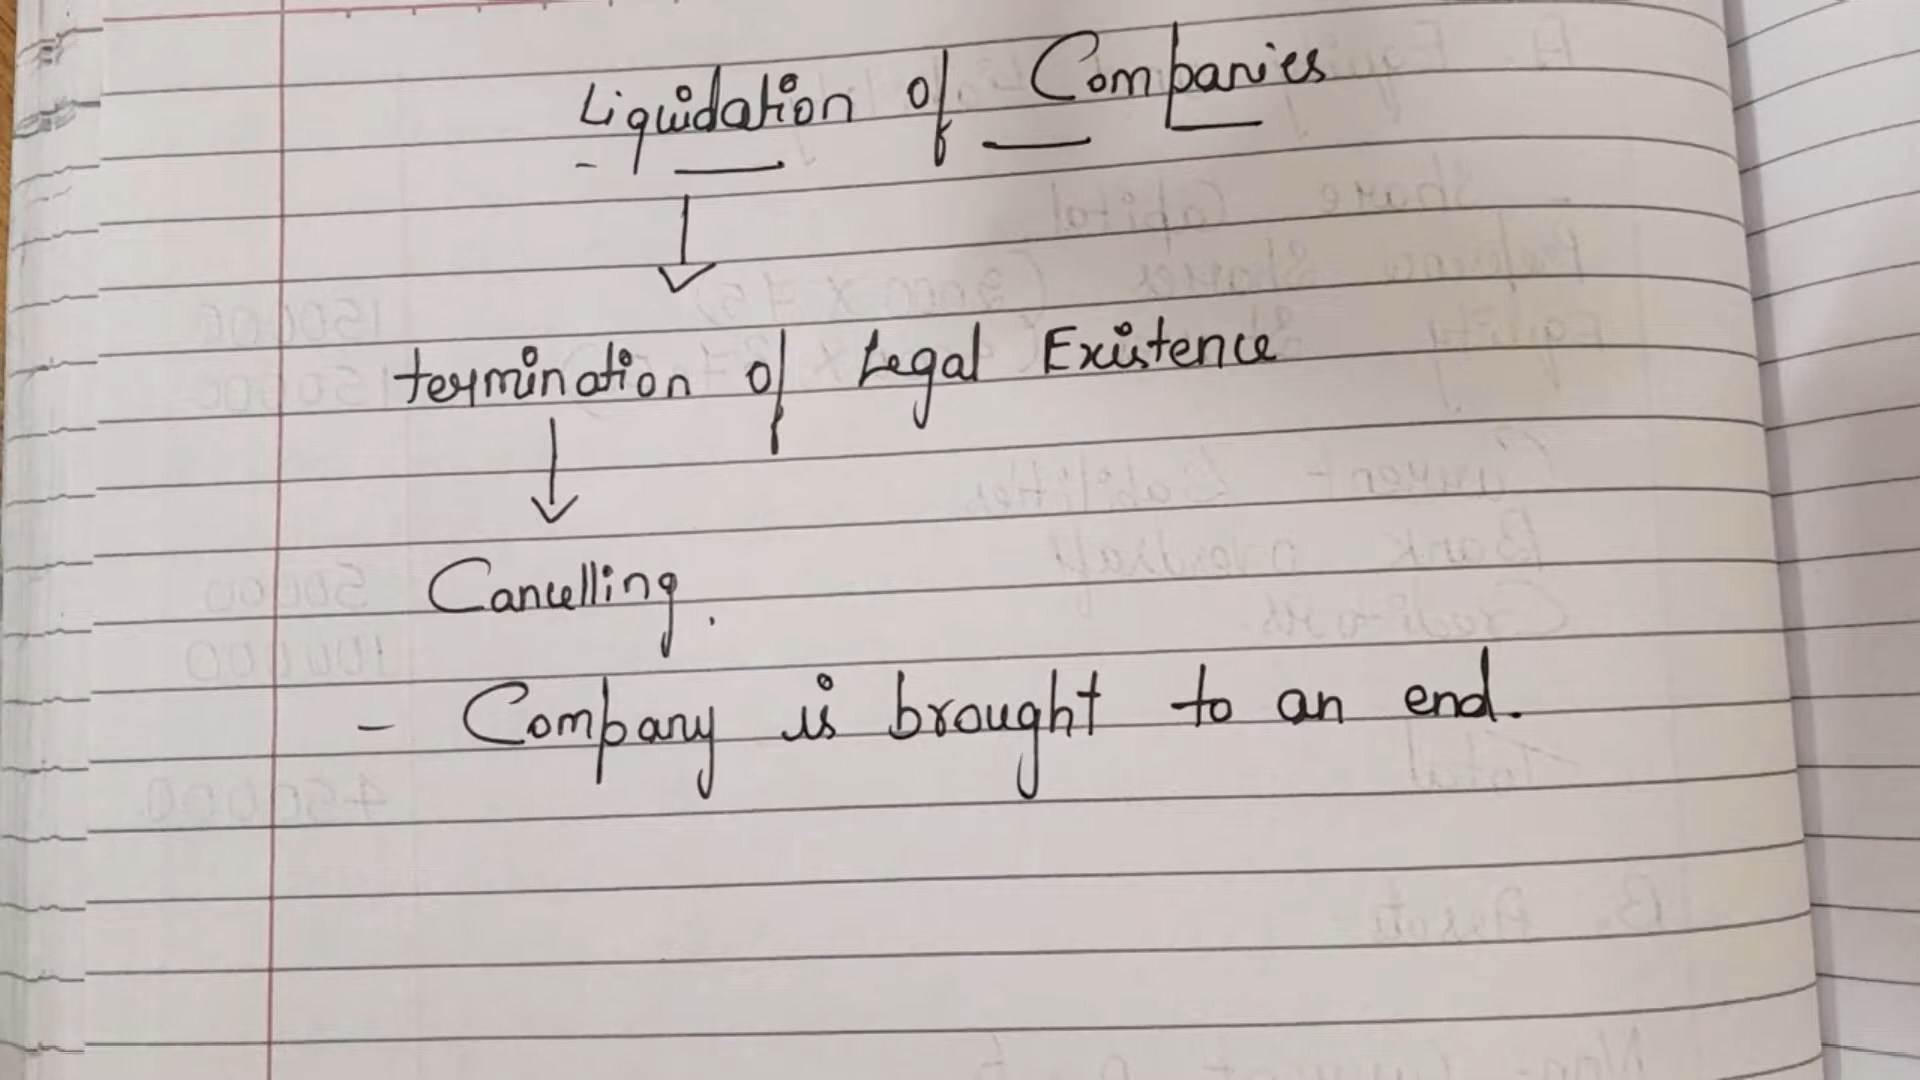 Liquidation of Companies
termination of Legal Existence
Cancelling.
- Company is brought to an end.